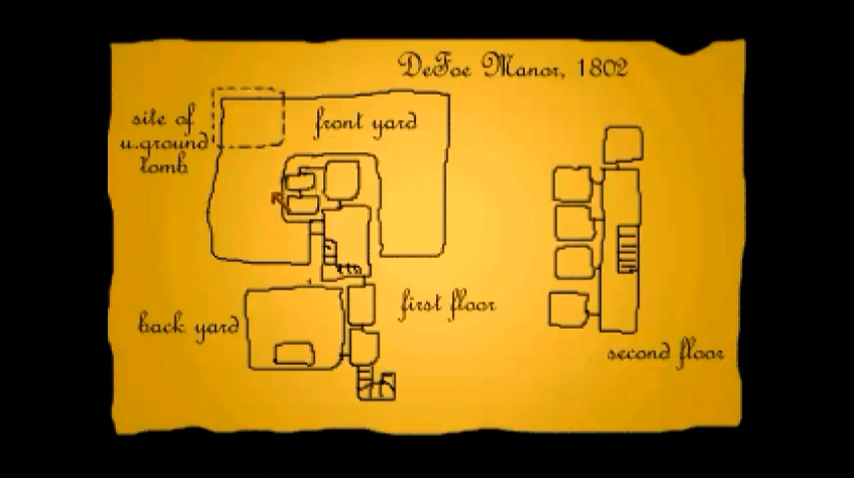 DeFoe Manor, 1802
site of
u.ground
tomb
front yard
first floor
back yard
second floor